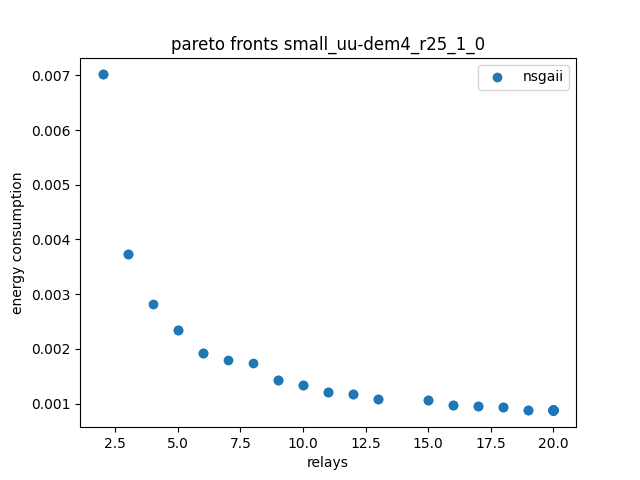 pareto fronts small_uu-dem4_r25_1_0
nsgaii
0.007
0.006
0.005
0.004
0.003
0.002
0.001
energy consumption
2.5 5.0 7.5 10.0 12.5 15.0 17.5 20.0
relays